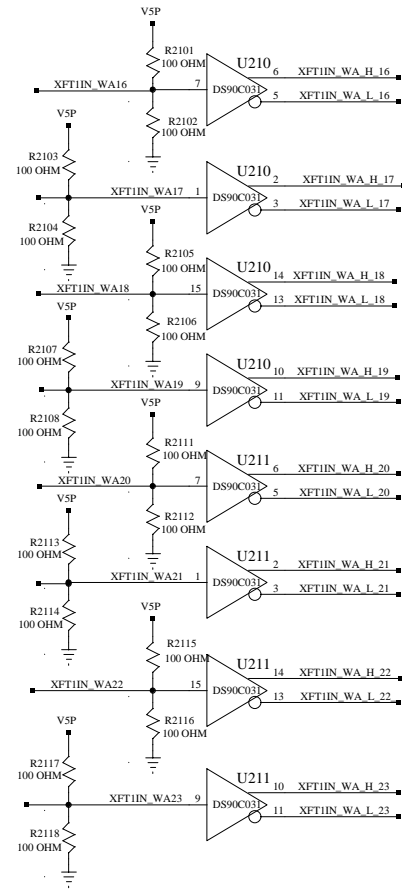 V5P
R2101
100 OHM
U210
XFT1IN_WA16
7
DS90C031
6 XFT1IN_WA_H_16
5 XFT1IN_WA_L_16
R2102
100 OHM
V5P
R2103
100 OHM
U210
XFT1IN_WA17
1
DS90C031
2 XFT1IN_WA_H_17
3 XFT1IN_WA_L_17
R2104
100 OHM
V5P
R2105
100 OHM
U210
XFT1IN_WA18
15
DS90C031
14 XFT1IN_WA_H_18
13 XFT1IN_WA_L_18
R2106
100 OHM
V5P
R2107
100 OHM
U210
XFT1IN_WA19
9
DS90C031
10 XFT1IN_WA_H_19
11 XFT1IN_WA_L_19
R2108
100 OHM
V5P
R2111
100 OHM
U211
XFT1IN_WA20
7
DS90C031
6 XFT1IN_WA_H_20
5 XFT1IN_WA_L_20
R2112
100 OHM
V5P
R2113
100 OHM
U211
XFT1IN_WA21
1
DS90C031
2 XFT1IN_WA_H_21
3 XFT1IN_WA_L_21
R2114
100 OHM
V5P
R2115
100 OHM
U211
XFT1IN_WA22
15
DS90C031
14 XFT1IN_WA_H_22
13 XFT1IN_WA_L_22
R2116
100 OHM
V5P
R2117
100 OHM
U211
XFT1IN_WA23
9
DS90C031
10 XFT1IN_WA_H_23
11 XFT1IN_WA_L_23
R2118
100 OHM